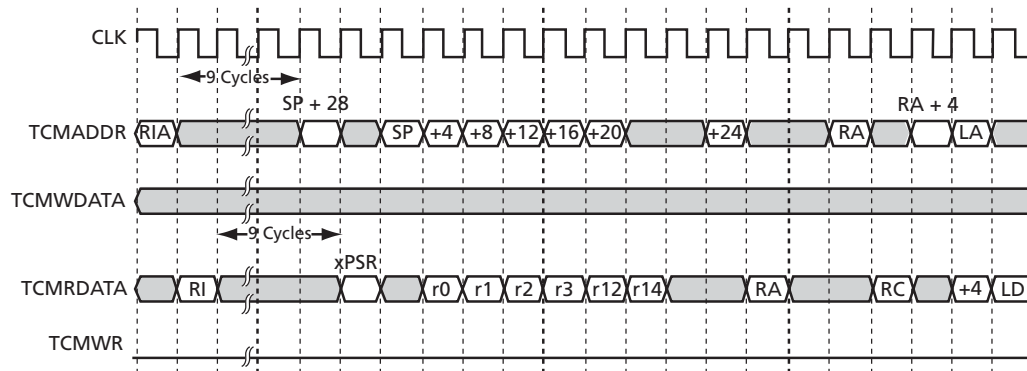 CLK
9 Cycles
SP + 28
RA + 4
TCMADDR RIA SP +4 +8 +12 +16 +20 +24 RA LA
TCMWDATA
9 Cycles
xPSR
TCMRDATA RI r0 r1 r2 r3 r12 r14 RA RC +4 LD
TCMWR